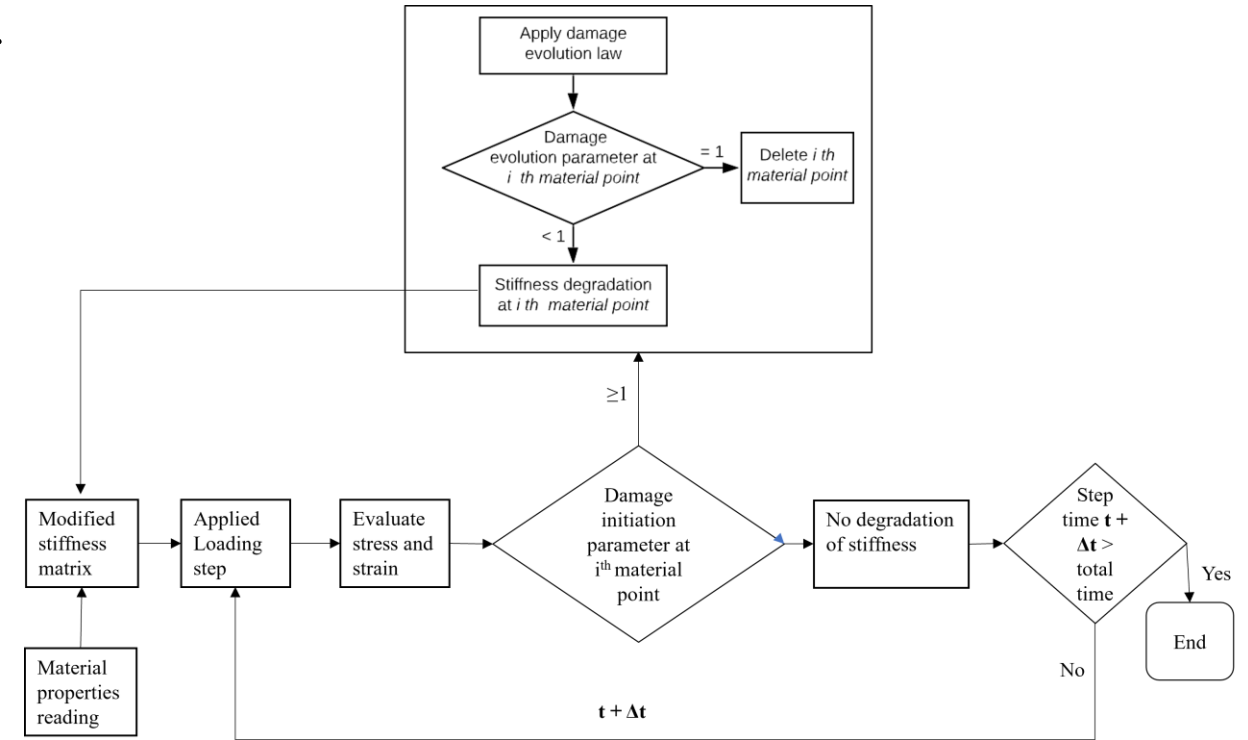 Apply damage
evolution law
Damage
evolution parameter at
i th material point
= 1
Delete i th
material point
< 1
Stiffness degradation
at i th material point
≥1
Modified
stiffness
matrix
Applied
Loading
step
Evaluate
stress and
strain
Damage
initiation
parameter at
iᵗʰ material
point
No degradation
of stiffness
Step
time t +
Δt >
total
time
Yes
End
No
Material
properties
reading
t + Δt